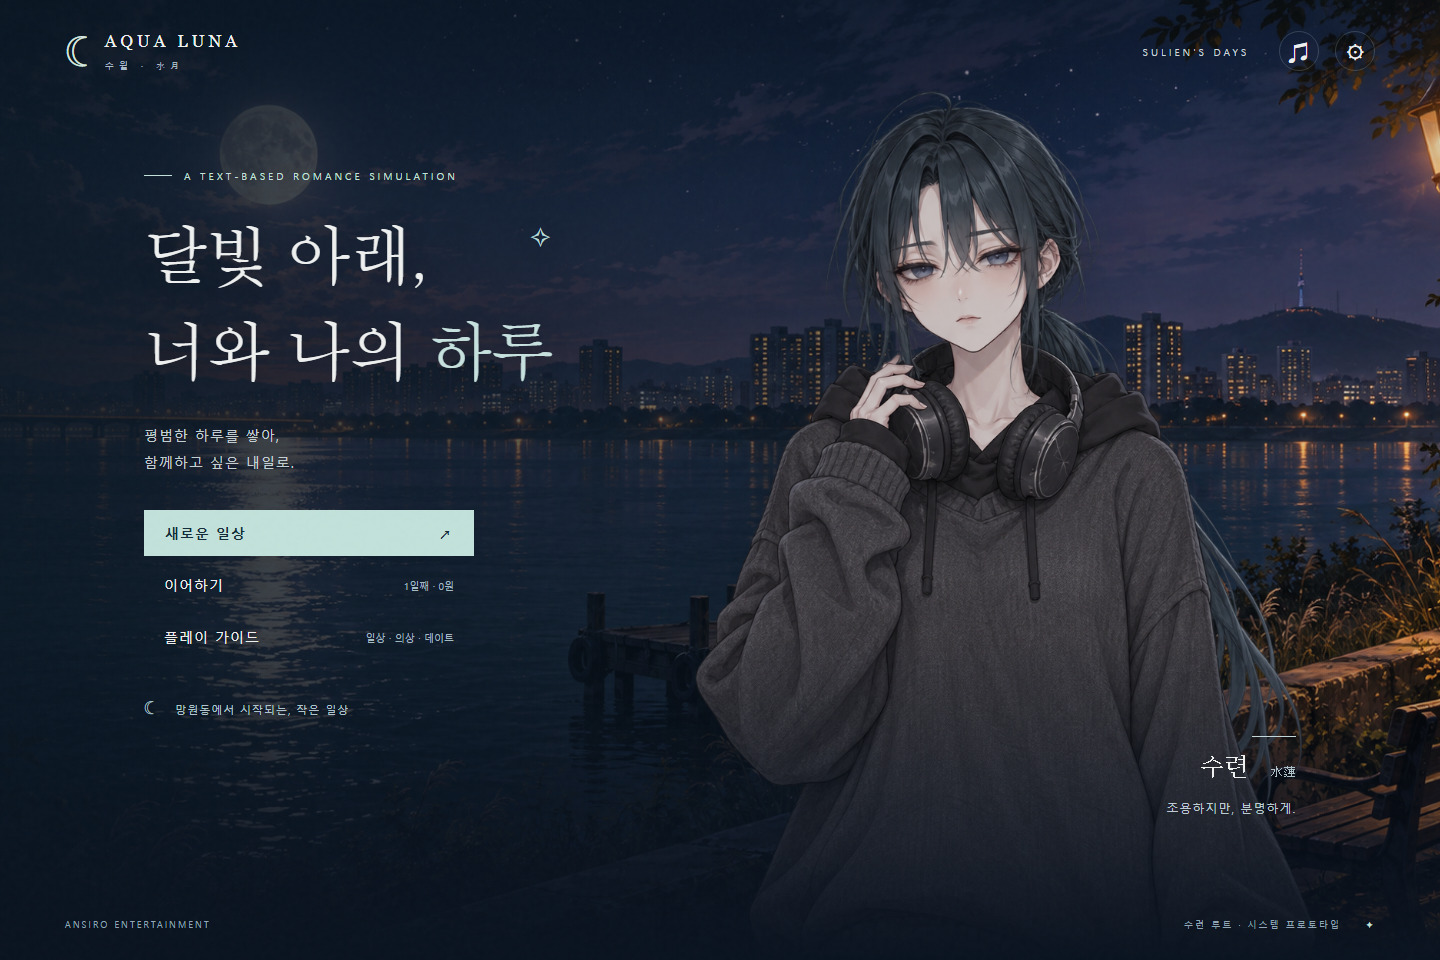 AQUA LUNA
수월 · 水月
SULIEN'S DAYS
A TEXT-BASED ROMANCE SIMULATION
달빛 아래,
너와 나의 하루
평범한 하루를 쌓아,
함께하고 싶은 내일로.
새로운 일상 ↗
이어하기 1일째 · 0원
플레이 가이드 일상 · 의상 · 데이트
망원동에서 시작되는, 작은 일상
수련 水蓮
조용하지만, 분명하게.
ANSIRO ENTERTAINMENT
수련 루트 · 시스템 프로토타입